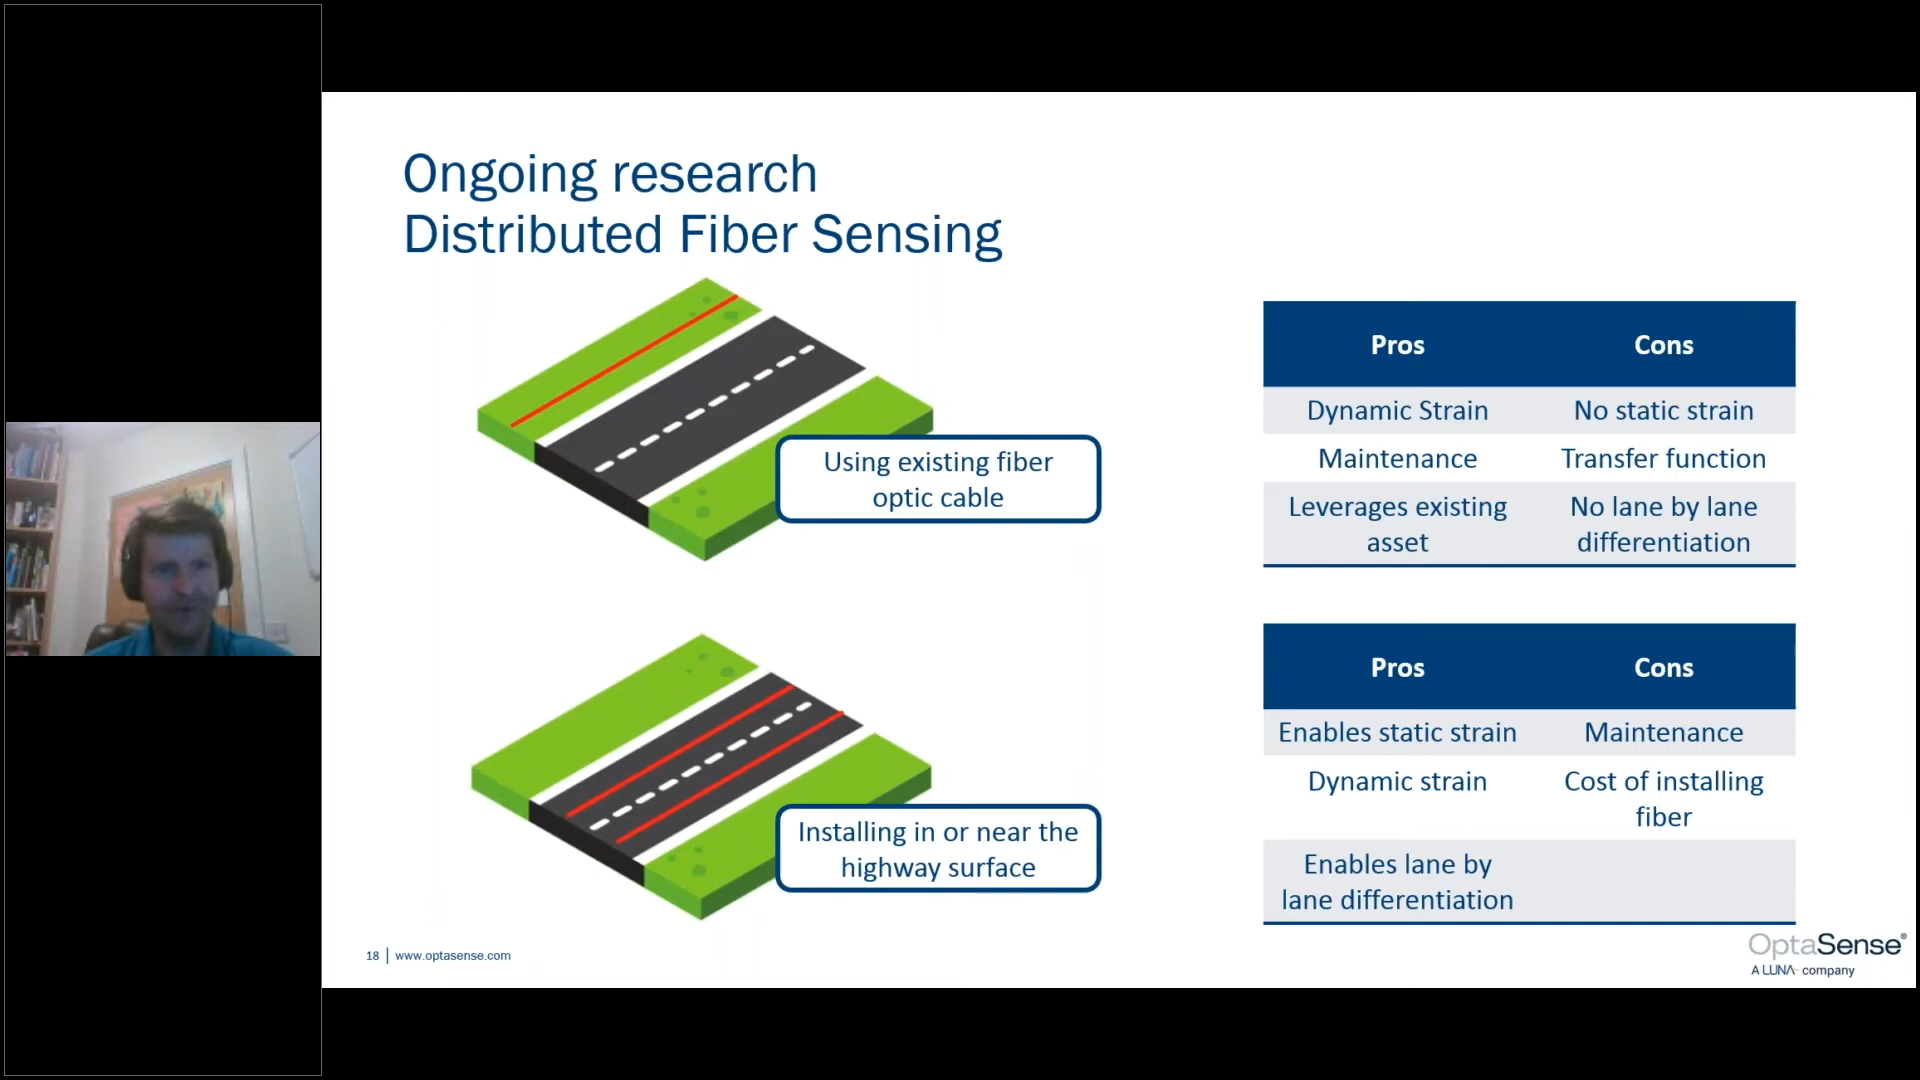 Ongoing research
Distributed Fiber Sensing
Using existing fiber
optic cable
Pros Cons
Dynamic Strain No static strain
Maintenance Transfer function
Leverages existing No lane by lane
asset differentiation
Installing in or near the
highway surface
Pros Cons
Enables static strain Maintenance
Dynamic strain Cost of installing
fiber
Enables lane by
lane differentiation
18 | www.optasense.com
OptaSense®
A LUNA company